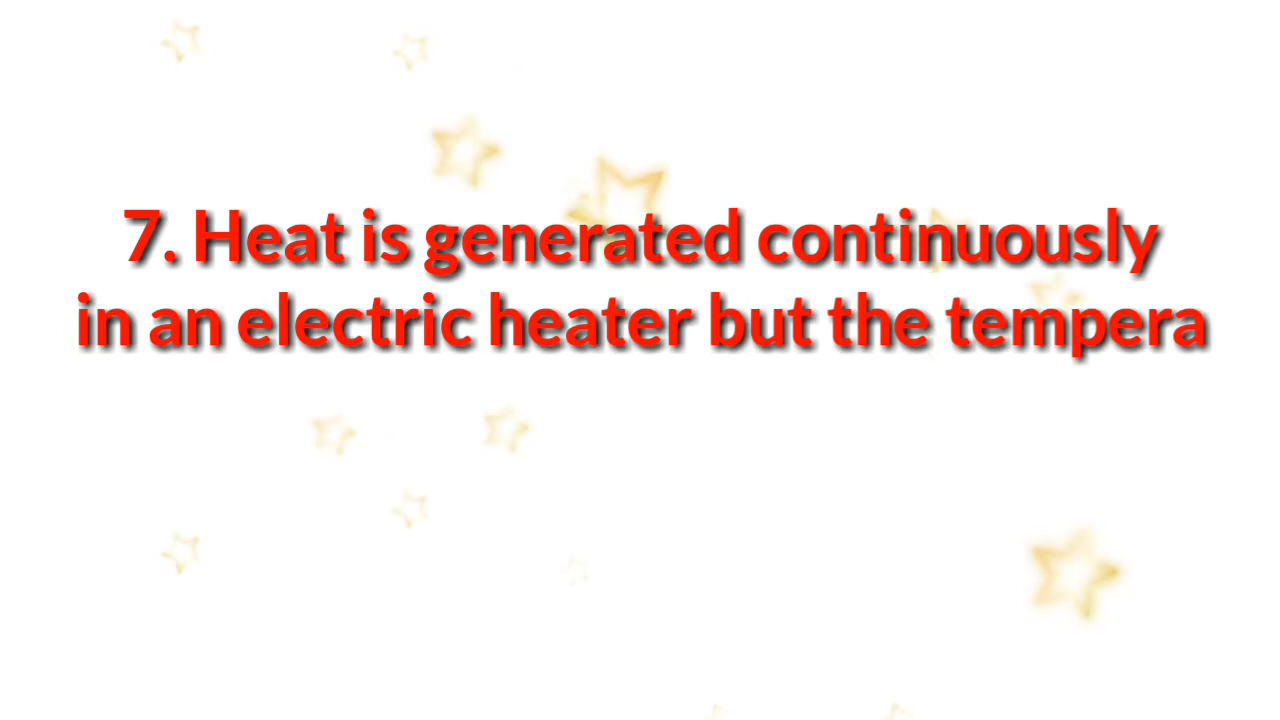 7. Heat is generated continuously
in an electric heater but the tempera